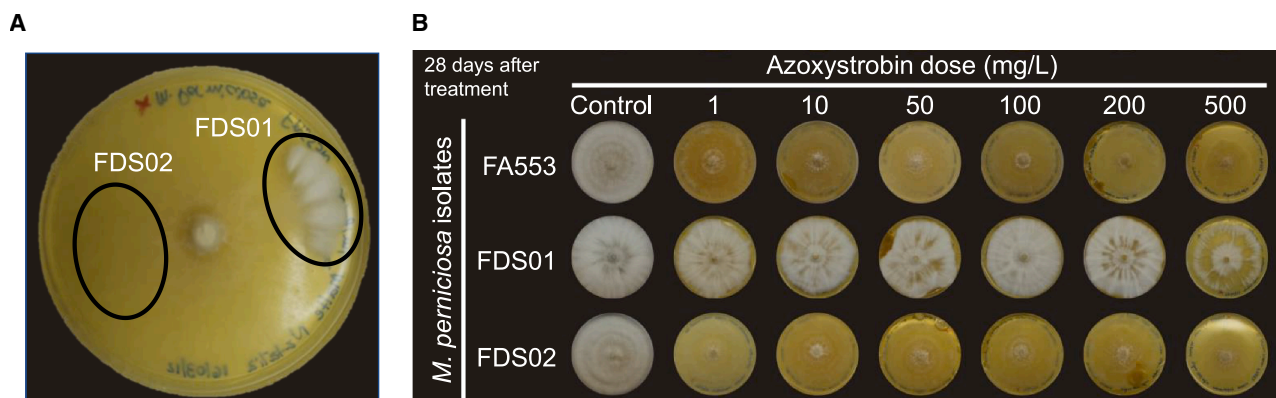 A
B
FDS01
FDS02
28 days after
treatment
Azoxystrobin dose (mg/L)
Control 1 10 50 100 200 500
M. perniciosa isolates
FA553
FDS01
FDS02